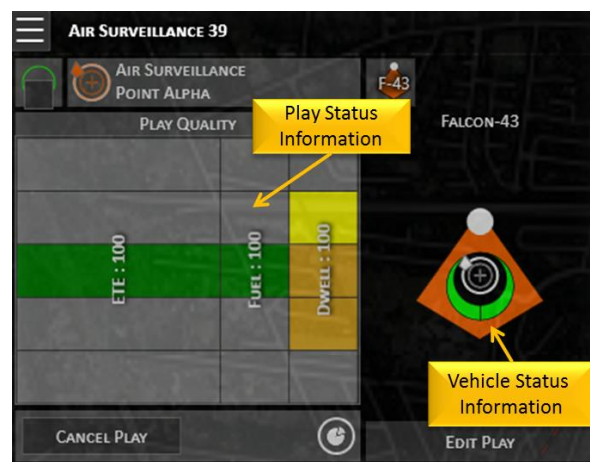 AIR SURVEILLANCE 39
AIR SURVEILLANCE
POINT ALPHA
F-43
PLAY QUALITY
Play Status
Information
FALCON-43
ETE : 100
FUEL : 100
DWELL : 100
Vehicle Status
Information
CANCEL PLAY
EDIT PLAY